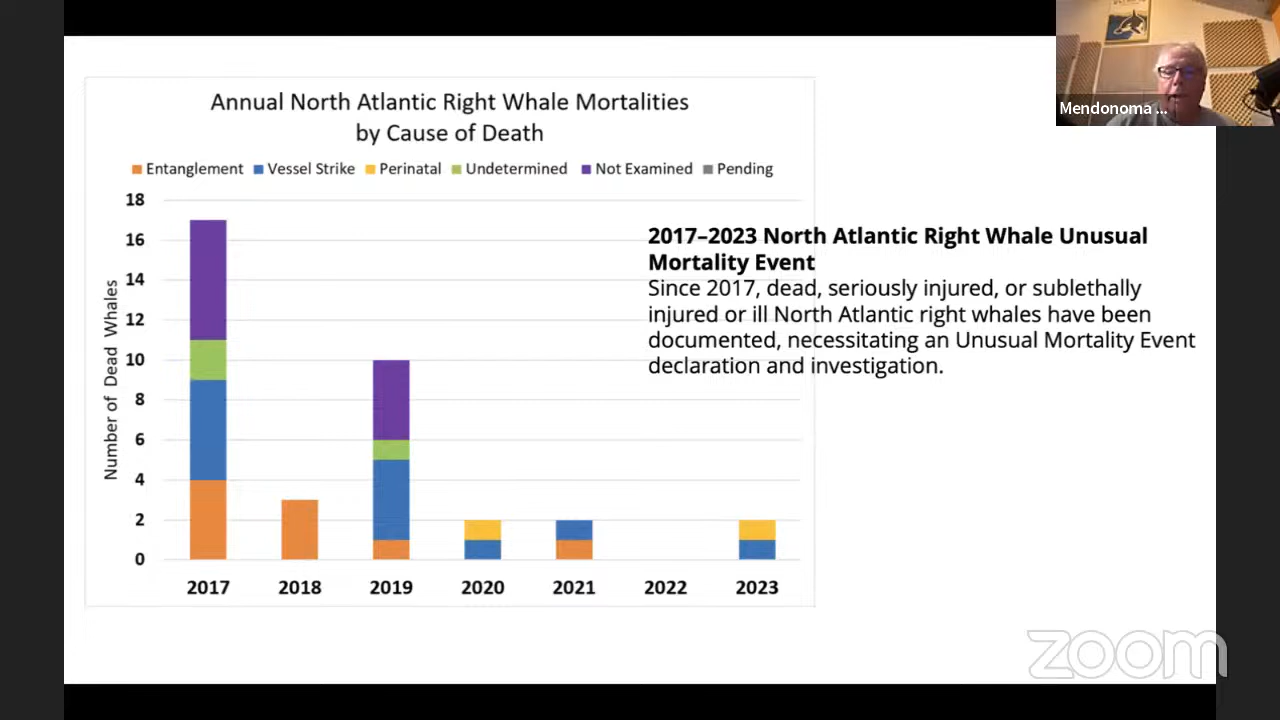 Mendonoma ...
Annual North Atlantic Right Whale Mortalities
by Cause of Death
Entanglement Vessel Strike Perinatal Undetermined Not Examined Pending
Number of Dead Whales
18
16
14
12
10
8
6
4
2
0
2017 2018 2019 2020 2021 2022 2023
2017–2023 North Atlantic Right Whale Unusual
Mortality Event
Since 2017, dead, seriously injured, or sublethally
injured or ill North Atlantic right whales have been
documented, necessitating an Unusual Mortality Event
declaration and investigation.
zoom